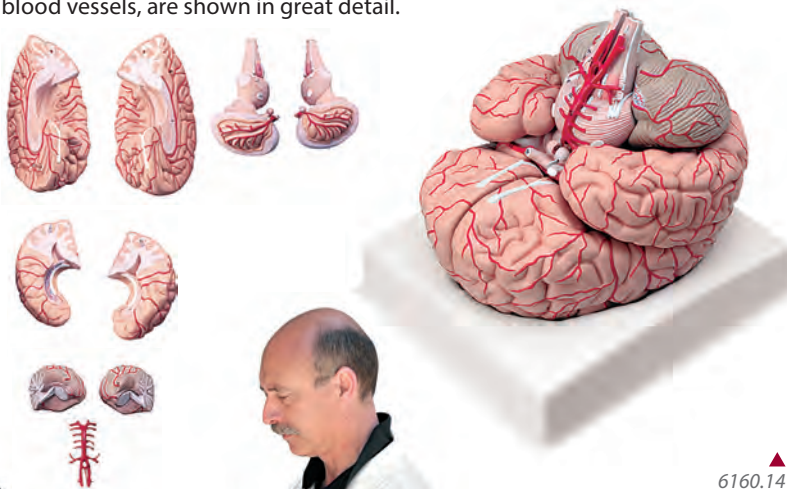 blood vessels, are shown in great detail.
6160.14